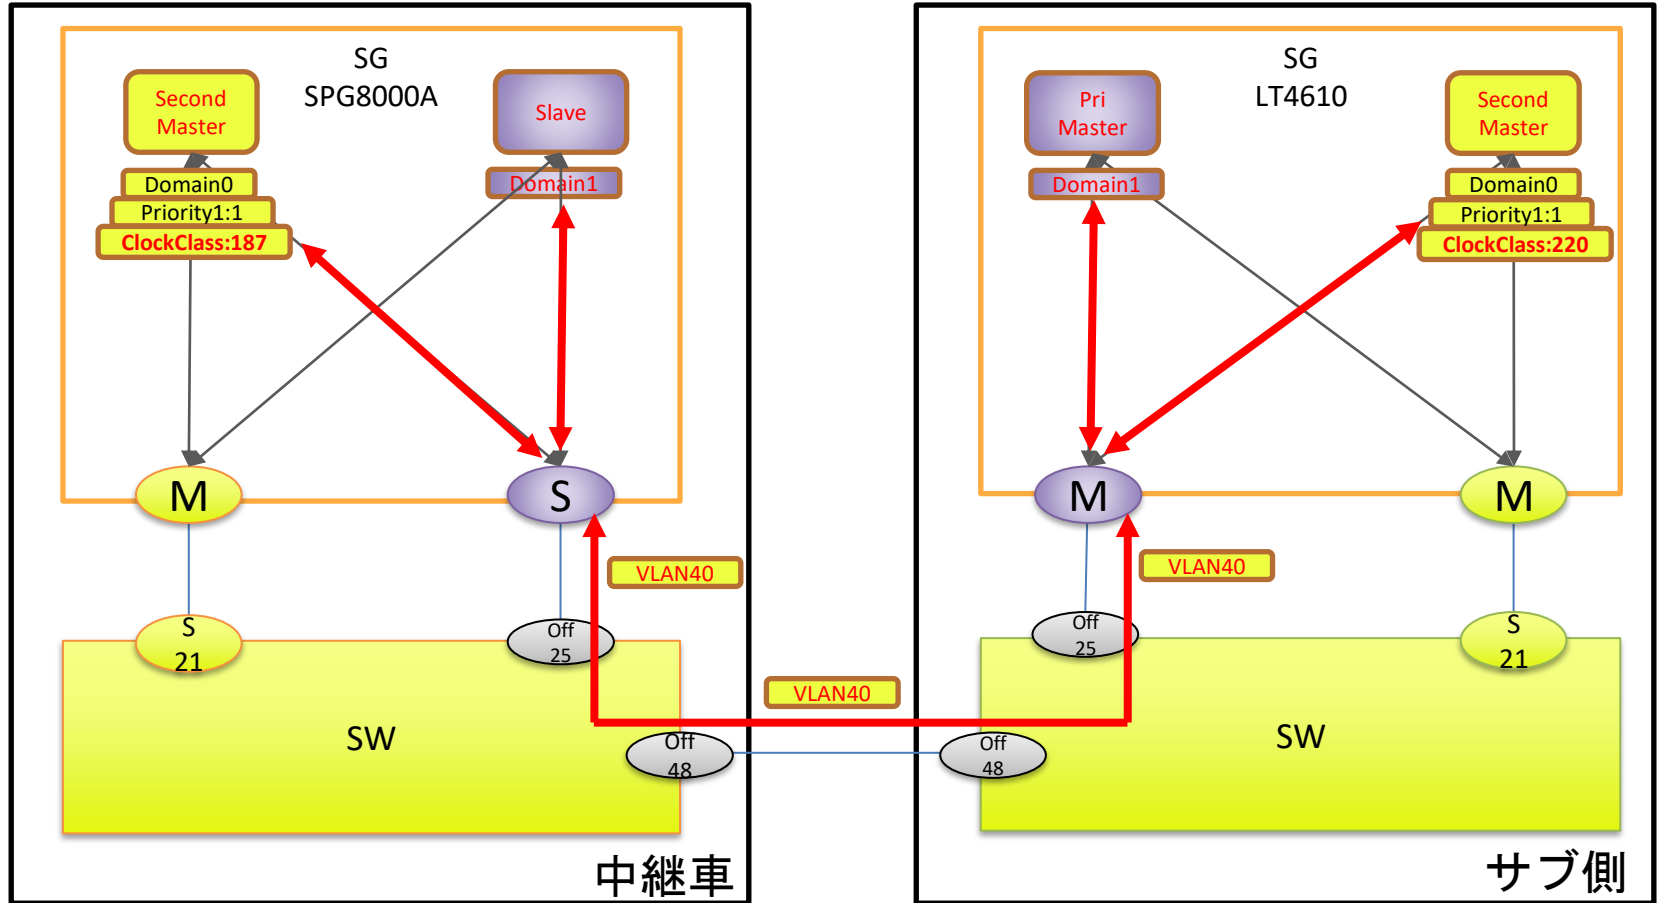 SG
SPG8000A
Second
Master
Slave
Domain0
Priority1:1
ClockClass:187
Domain1
M
S
VLAN40
S
21
Off
25
SW
Off
48
中継車
VLAN40
SG
LT4610
Pri
Master
Second
Master
Domain1
Domain0
Priority1:1
ClockClass:220
M
M
VLAN40
Off
25
S
21
SW
Off
48
サブ側